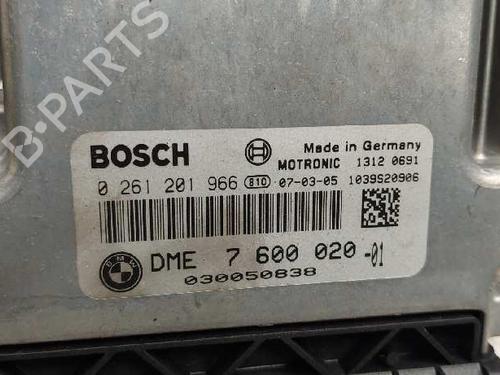 B-PARTS
BOSCH
Made in Germany
MOTRONIC 1312 0691
0 261 201 966 810 07-03-05 1039S20906
BMW DME 7 600 020 -01
030050838